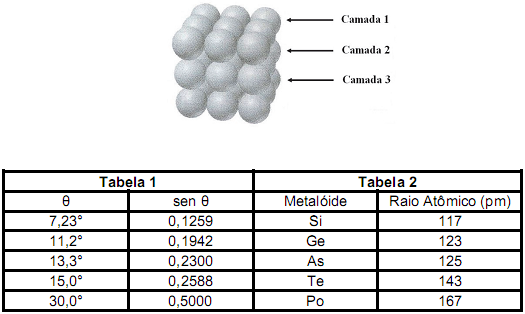 Camada 1
Camada 2
Camada 3
Tabela 1 Tabela 2
θ sen θ Metalóide Raio Atômico (pm)
7,23° 0,1259 Si 117
11,2° 0,1942 Ge 123
13,3° 0,2300 As 125
15,0° 0,2588 Te 143
30,0° 0,5000 Po 167